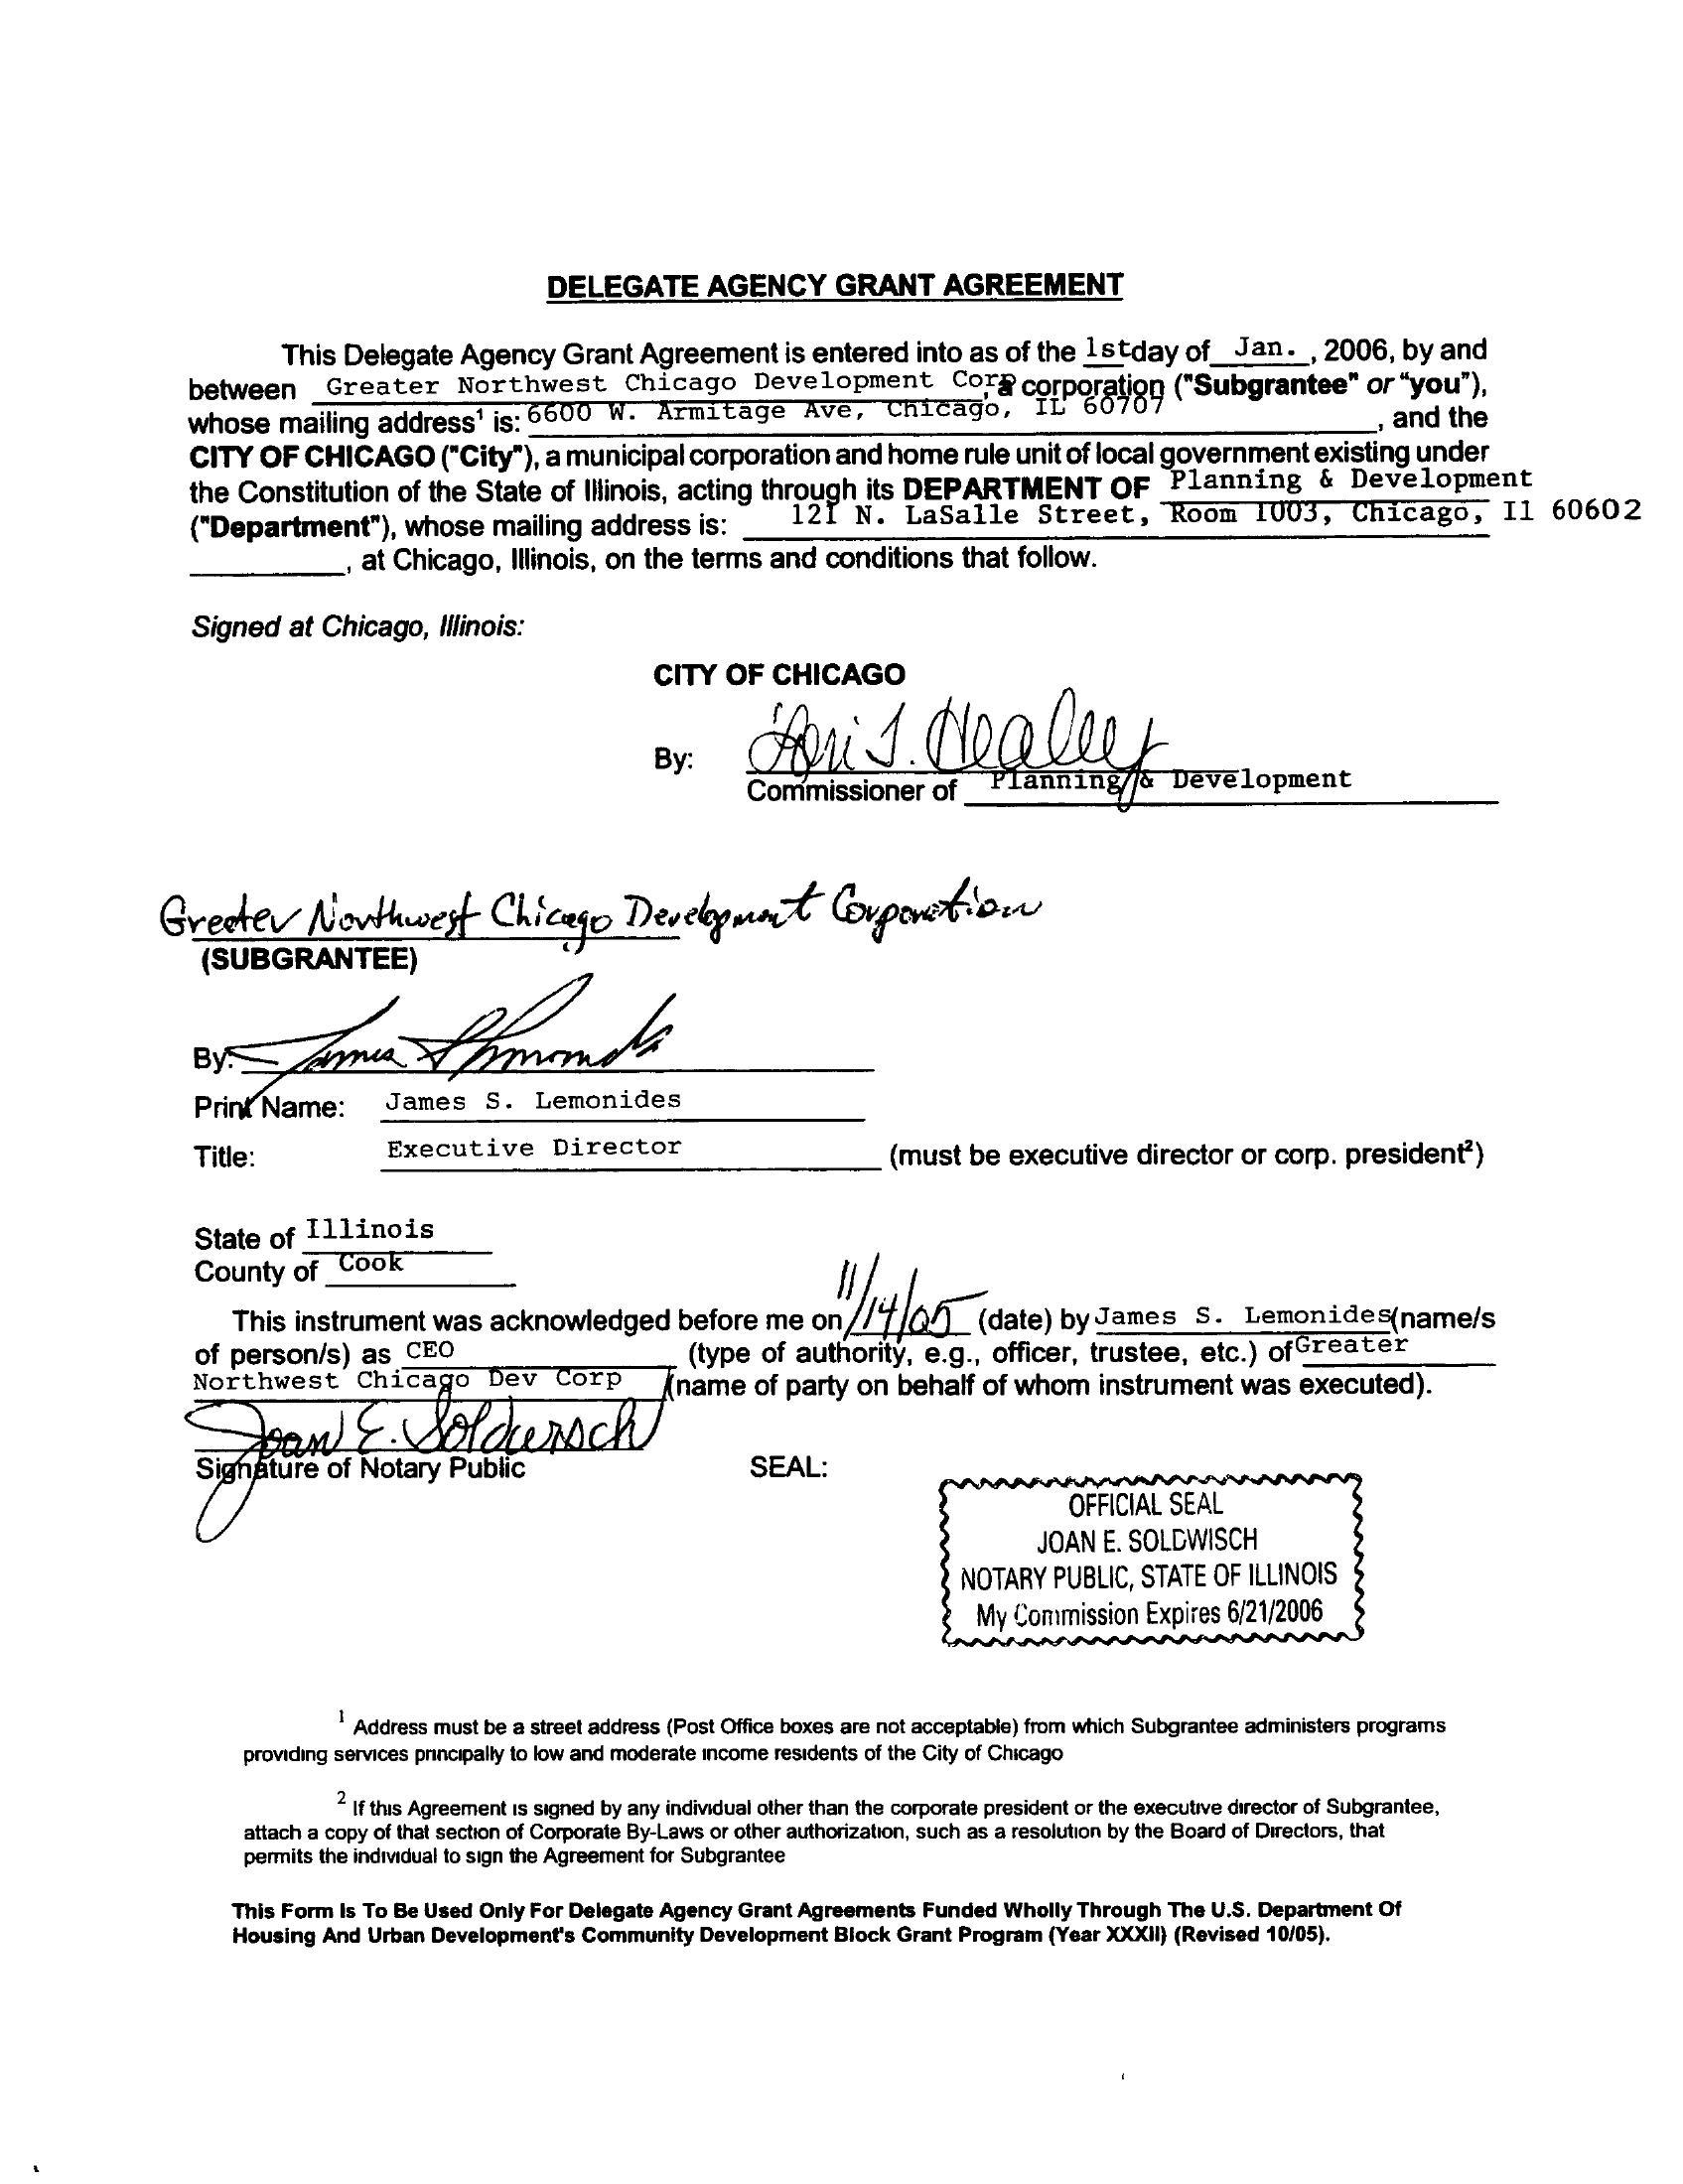 DELEGATE AGENCY GRANT AGREEMENT
This Delegate Agency Grant Agreement is entered into as of the 1st day of Jan. , 2006, by and
between Greater Northwest Chicago Development Corp, a corporation ("Subgrantee" or "you"),
whose mailing address¹ is: 6600 W. Armitage Ave, Chicago, IL 60707 , and the
CITY OF CHICAGO ("City"), a municipal corporation and home rule unit of local government existing under
the Constitution of the State of Illinois, acting through its DEPARTMENT OF Planning & Development
("Department"), whose mailing address is: 121 N. LaSalle Street, Room 1003, Chicago, Il 60602
, at Chicago, Illinois, on the terms and conditions that follow.
Signed at Chicago, Illinois:
CITY OF CHICAGO
By: Lori T. Healey
Commissioner of Planning & Development
Greater Northwest Chicago Development Corporation
(SUBGRANTEE)
By: James S Lemonides
Print Name: James S. Lemonides
Title: Executive Director (must be executive director or corp. president²)
State of Illinois
County of Cook
This instrument was acknowledged before me on 11/14/05 (date) by James S. Lemonides (name/s
of person/s) as CEO (type of authority, e.g., officer, trustee, etc.) of Greater
Northwest Chicago Dev Corp (name of party on behalf of whom instrument was executed).
Joan E. Soldwisch
Signature of Notary Public SEAL:
OFFICIAL SEAL
JOAN E. SOLDWISCH
NOTARY PUBLIC, STATE OF ILLINOIS
My Commission Expires 6/21/2006
¹ Address must be a street address (Post Office boxes are not acceptable) from which Subgrantee administers programs
providing services principally to low and moderate income residents of the City of Chicago
² If this Agreement is signed by any individual other than the corporate president or the executive director of Subgrantee,
attach a copy of that section of Corporate By-Laws or other authorization, such as a resolution by the Board of Directors, that
permits the individual to sign the Agreement for Subgrantee
This Form Is To Be Used Only For Delegate Agency Grant Agreements Funded Wholly Through The U.S. Department Of
Housing And Urban Development's Community Development Block Grant Program (Year XXXII) (Revised 10/05).